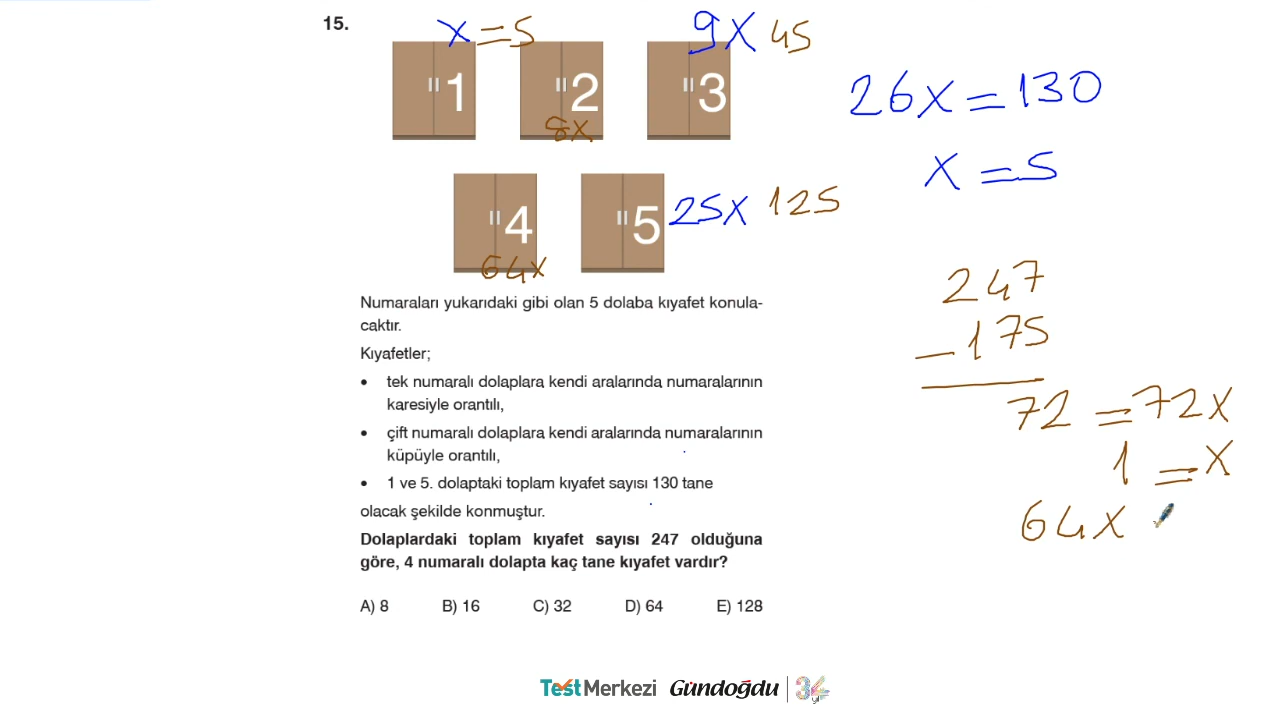 15.
x = 5
9x 45
1
2
3
8x
26x = 130
x = 5
4
5
25x 125
64x
247
- 175
72 = 72x
1 = x
64x
Numaraları yukarıdaki gibi olan 5 dolaba kıyafet konula-
caktır.
Kıyafetler;
• tek numaralı dolaplara kendi aralarında numaralarının
karesiyle orantılı,
• çift numaralı dolaplara kendi aralarında numaralarının
küpüyle orantılı,
• 1 ve 5. dolaptaki toplam kıyafet sayısı 130 tane
olacak şekilde konmuştur.
Dolaplardaki toplam kıyafet sayısı 247 olduğuna
göre, 4 numaralı dolapta kaç tane kıyafet vardır?
A) 8 B) 16 C) 32 D) 64 E) 128
TestMerkezi Gündoğdu